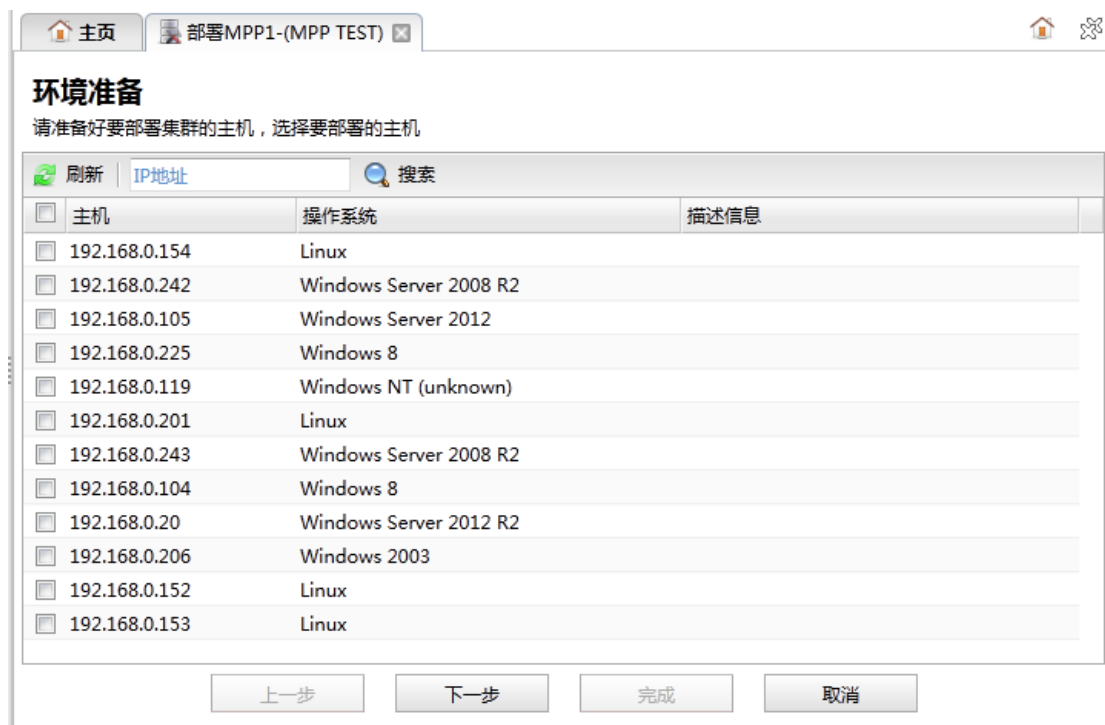 主页 部署MPP1-(MPP TEST)
环境准备
请准备好要部署集群的主机，选择要部署的主机
刷新 IP地址 搜索
主机 操作系统 描述信息
192.168.0.154 Linux
192.168.0.242 Windows Server 2008 R2
192.168.0.105 Windows Server 2012
192.168.0.225 Windows 8
192.168.0.119 Windows NT (unknown)
192.168.0.201 Linux
192.168.0.243 Windows Server 2008 R2
192.168.0.104 Windows 8
192.168.0.20 Windows Server 2012 R2
192.168.0.206 Windows 2003
192.168.0.152 Linux
192.168.0.153 Linux
上一步 下一步 完成 取消